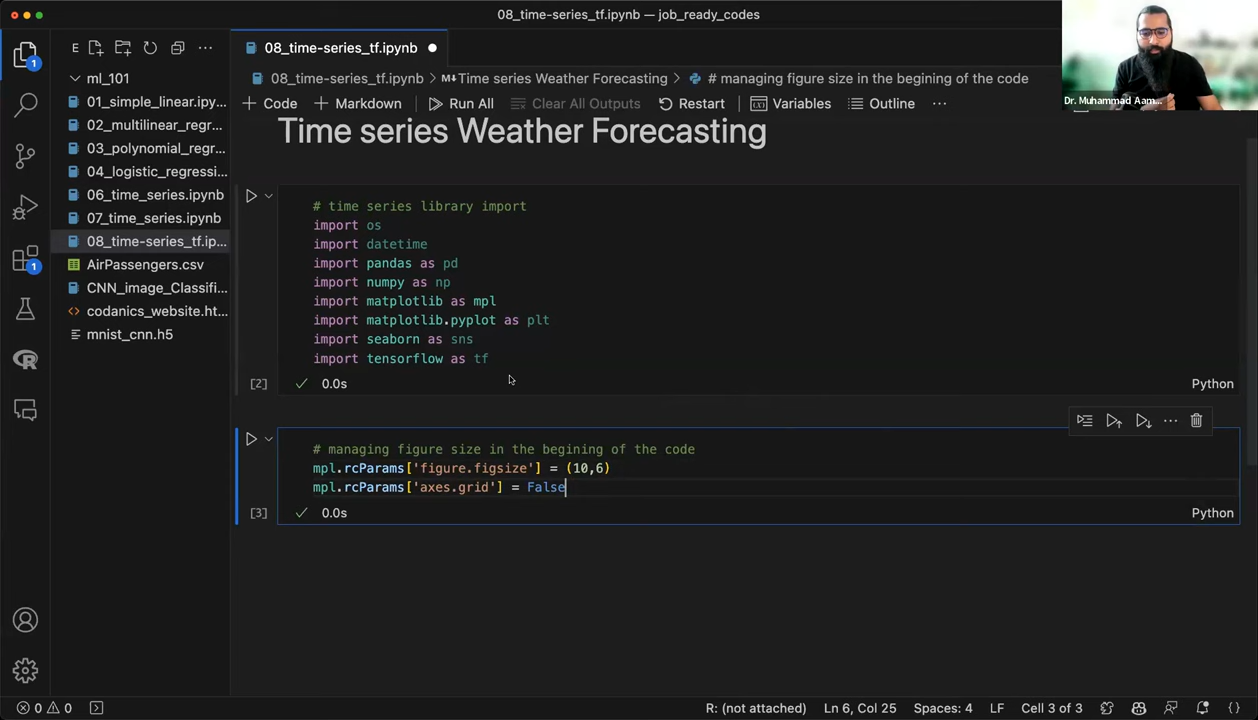 08_time-series_tf.ipynb — job_ready_codes
E
08_time-series_tf.ipynb
08_time-series_tf.ipynb > M↓Time series Weather Forecasting > # managing figure size in the begining of the code
+ Code + Markdown Run All Clear All Outputs Restart Variables Outline ...
Dr. Muhammad Aam...
1
1
ml_101
01_simple_linear.ipy...
02_multilinear_regr...
03_polynomial_regr...
04_logistic_regressi...
06_time_series.ipynb
07_time_series.ipynb
08_time-series_tf.ip...
AirPassengers.csv
CNN_image_Classifi...
codanics_website.ht...
mnist_cnn.h5
Time series Weather Forecasting
# time series library import
import os
import datetime
import pandas as pd
import numpy as np
import matplotlib as mpl
import matplotlib.pyplot as plt
import seaborn as sns
import tensorflow as tf
[2] 0.0s Python
# managing figure size in the begining of the code
mpl.rcParams['figure.figsize'] = (10,6)
mpl.rcParams['axes.grid'] = False
[3] 0.0s Python
0 0 R: (not attached) Ln 6, Col 25 Spaces: 4 LF Cell 3 of 3